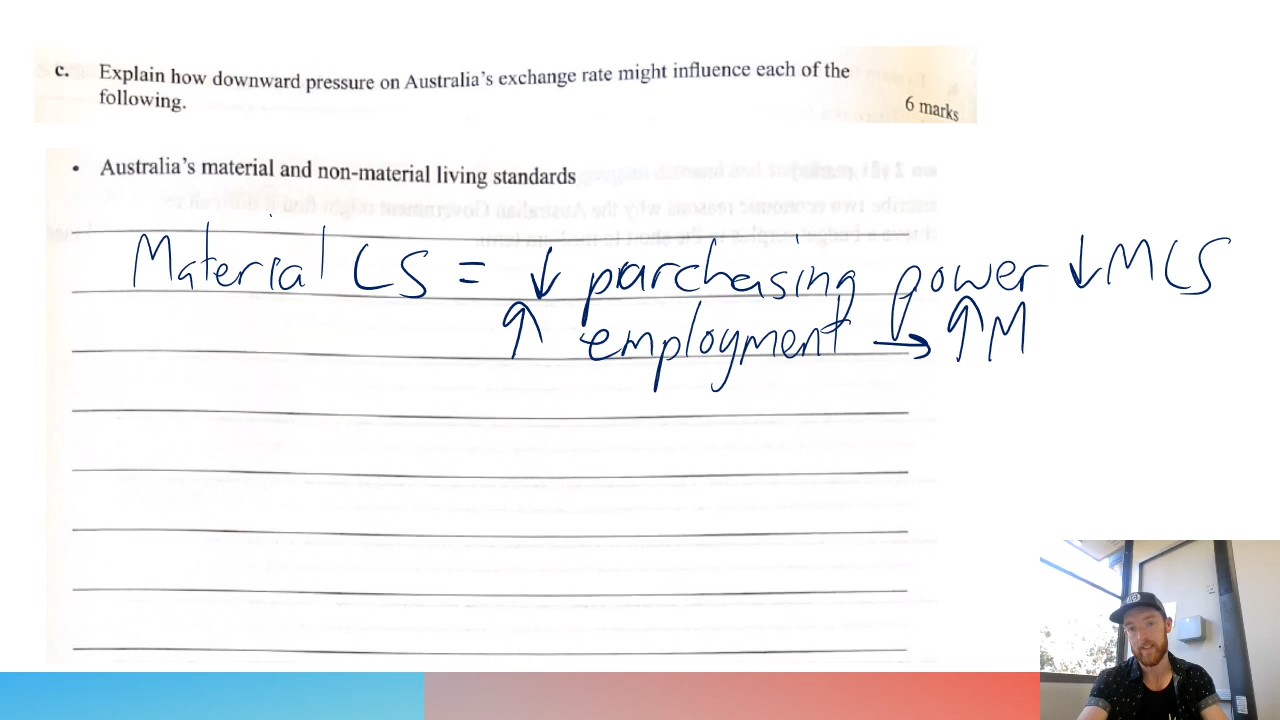 c. Explain how downward pressure on Australia's exchange rate might influence each of the
following.
6 marks
• Australia's material and non-material living standards
Material LS = ↓ purchasing power ↓ MLS
↑ employment → ↑ M